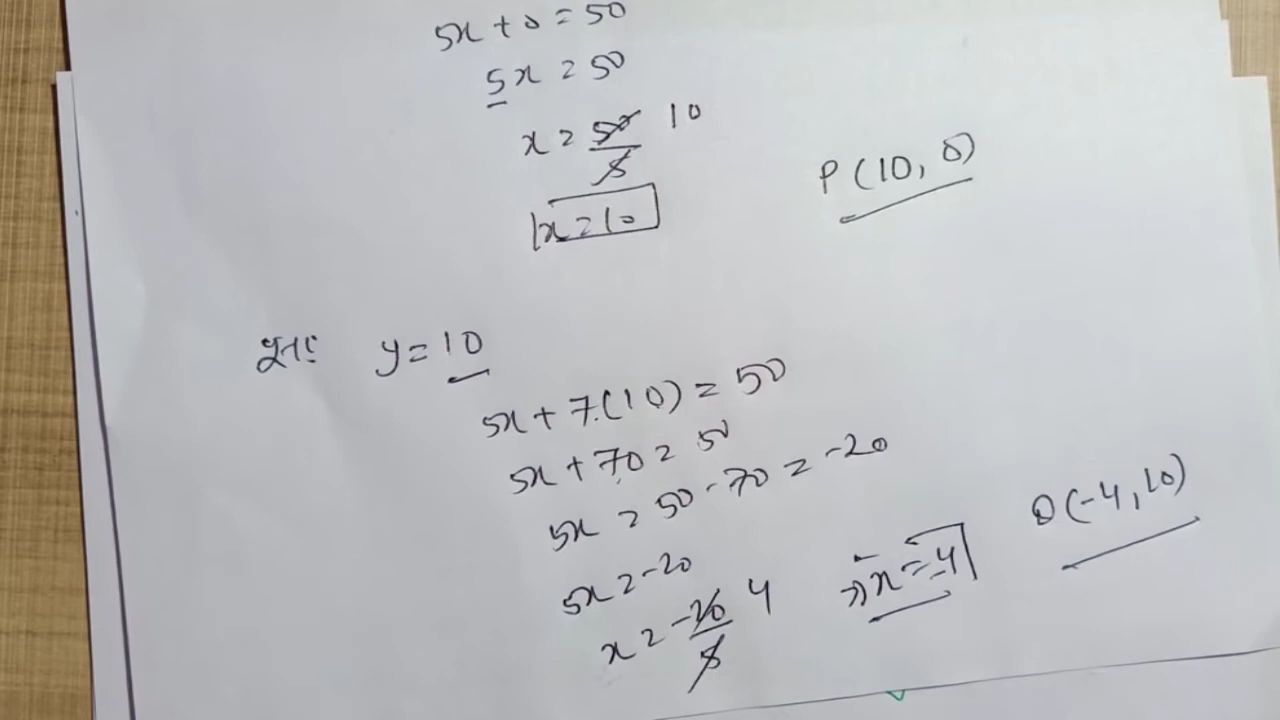 5x + 0 = 50
5x = 50
x = 50/5 10
x = 10
P (10, 0)
पुनः y = 10
5x + 7.(10) = 50
5x + 70 = 50
5x = 50 - 70 = -20
5x = -20
x = -20/5 4
⇒ x = -4
Q (-4, 10)